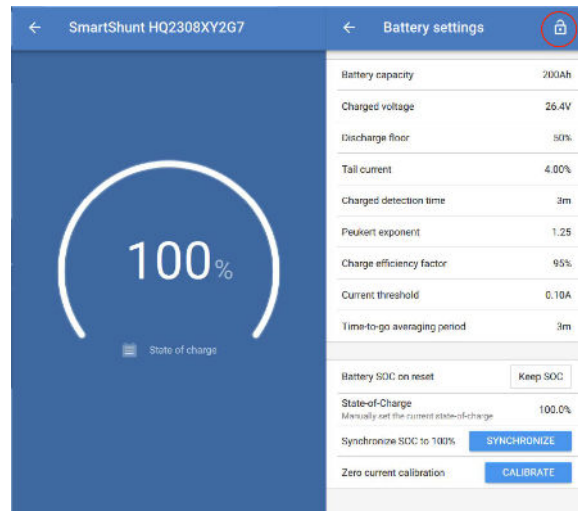 SmartShunt HQ2308XY2G7
100%
State of charge
Battery settings
Battery capacity 200Ah
Charged voltage 26.4V
Discharge floor 50%
Tail current 4.00%
Charged detection time 3m
Peukert exponent 1.25
Charge efficiency factor 95%
Current threshold 0.10A
Time-to-go averaging period 3m
Battery SOC on reset Keep SOC
State-of-Charge 100.0%
Manually set the current state-of-charge
Synchronize SOC to 100% SYNCHRONIZE
Zero current calibration CALIBRATE